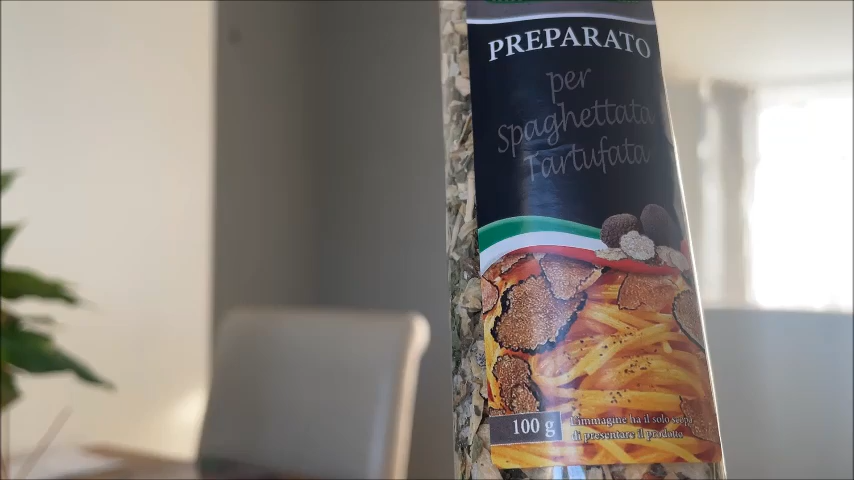 PREPARATO
per
Spaghettata
Tartufata
100 g
L'immagine ha il solo scopo
di presentare il prodotto